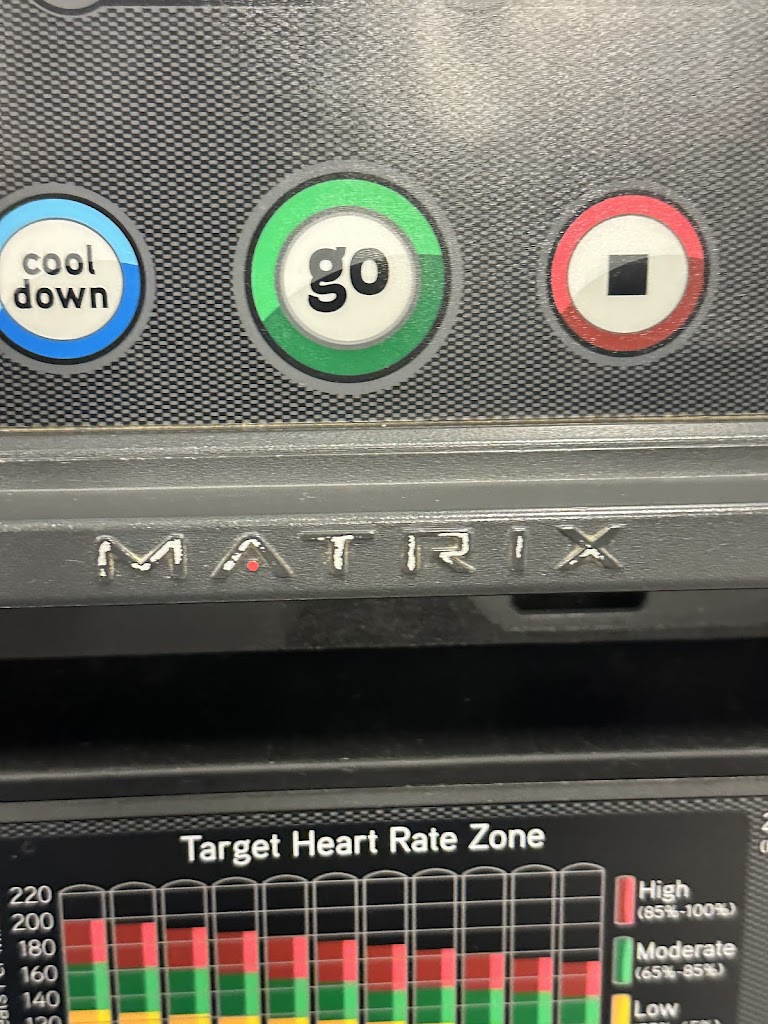 cool
down
go
MATRIX
Target Heart Rate Zone
220
200
180
160
140
High
(85%-100%)
Moderate
(65%-85%)
Low